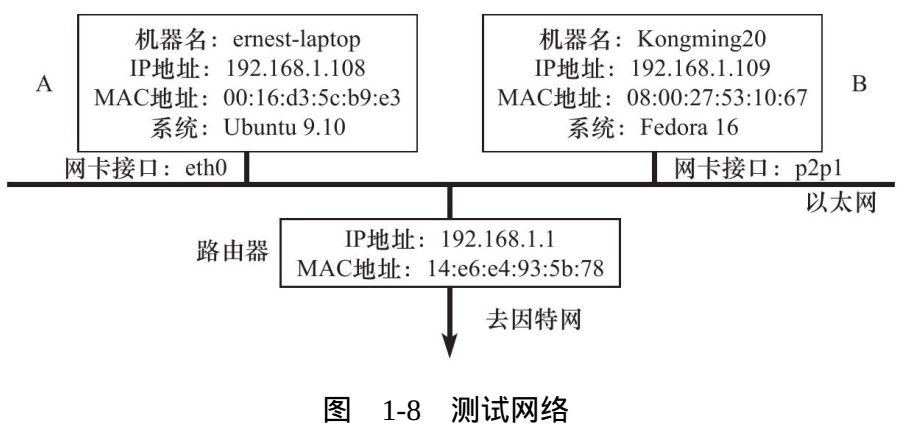 A
机器名：ernest-laptop
IP地址：192.168.1.108
MAC地址：00:16:d3:5c:b9:e3
系统：Ubuntu 9.10
网卡接口：eth0
机器名：Kongming20
IP地址：192.168.1.109
MAC地址：08:00:27:53:10:67
系统：Fedora 16
B
网卡接口：p2p1
以太网
路由器
IP地址：192.168.1.1
MAC地址：14:e6:e4:93:5b:78
去因特网
图 1-8 测试网络